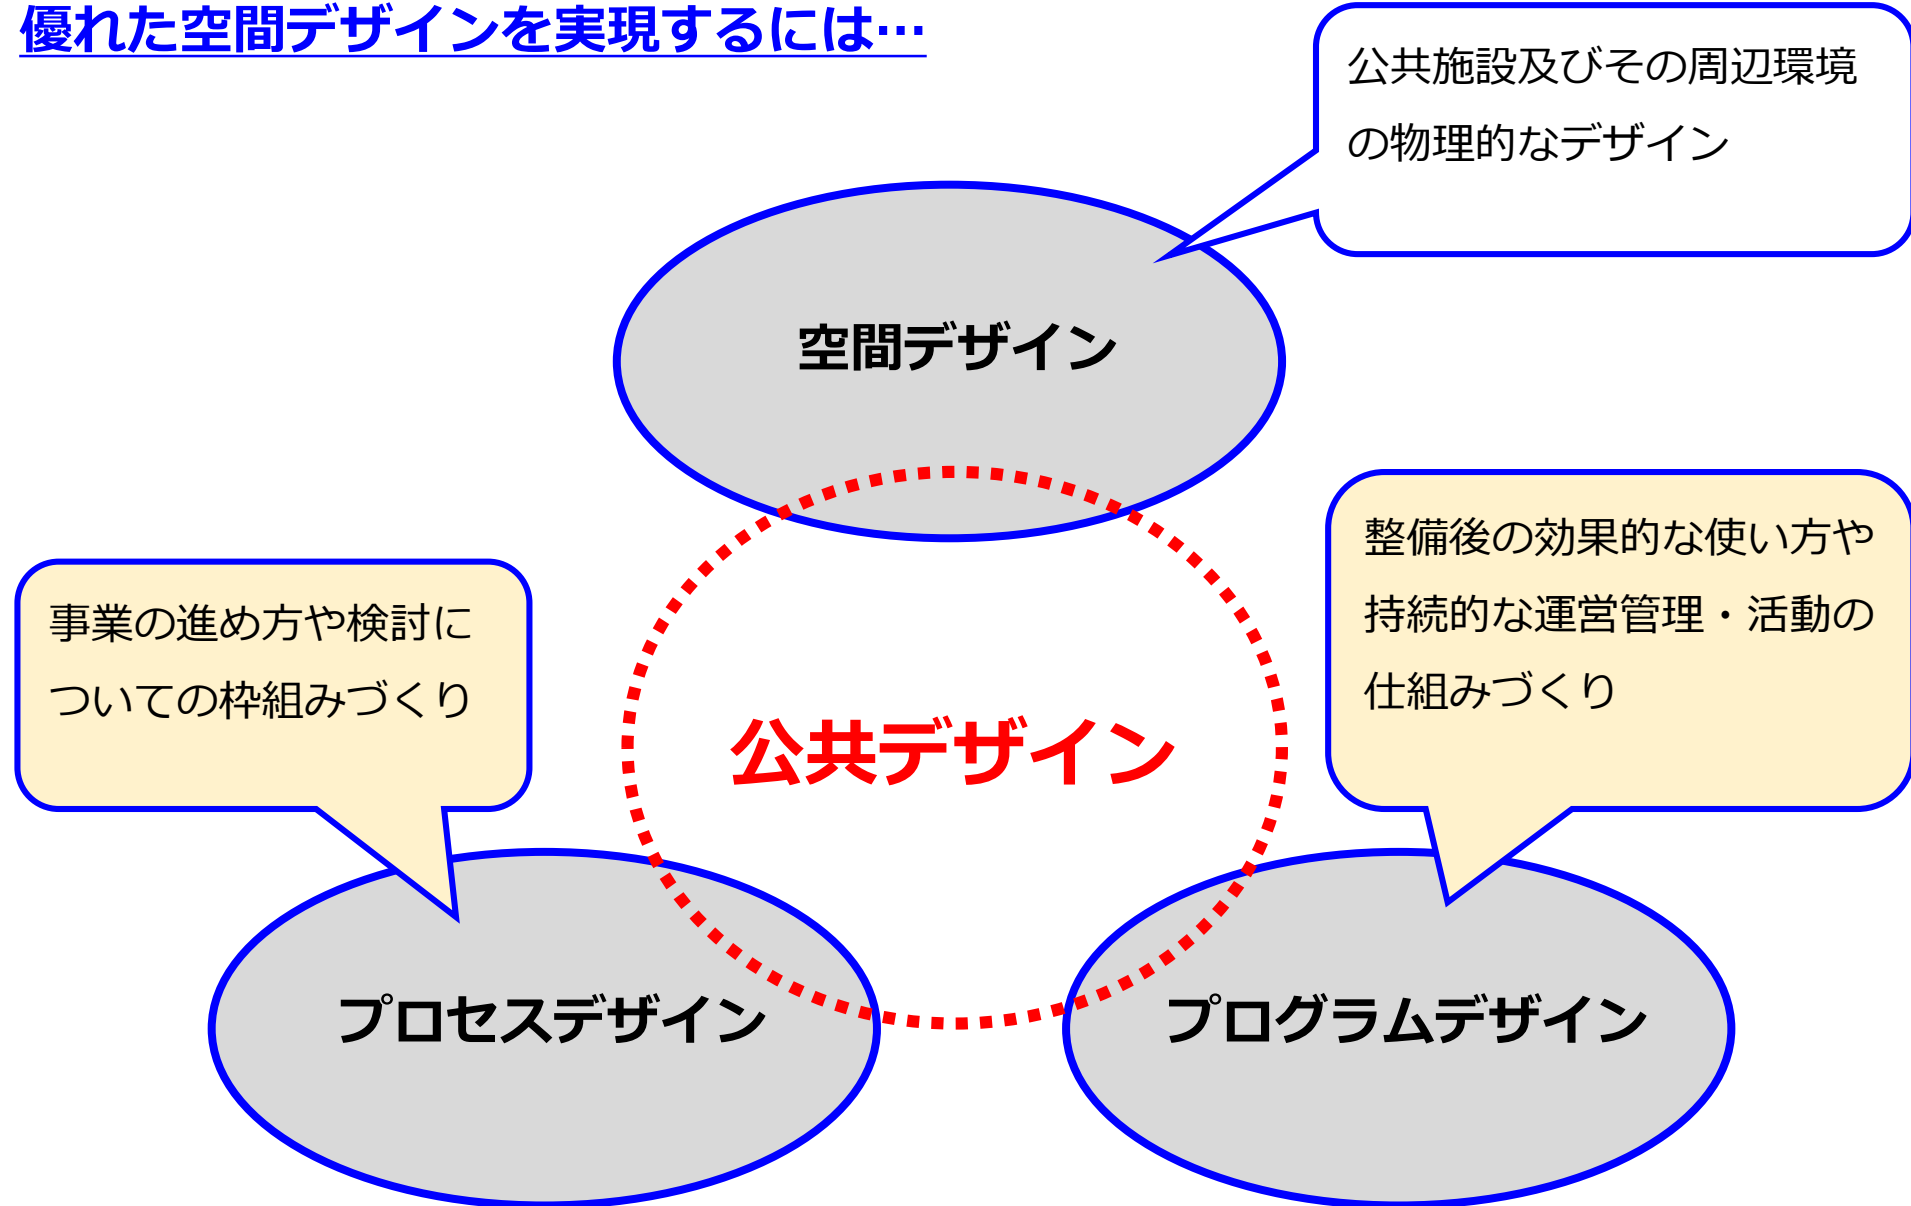 優れた空間デザインを実現するには…
公共施設及びその周辺環境
の物理的なデザイン
空間デザイン
整備後の効果的な使い方や
持続的な運営管理・活動の
仕組みづくり
事業の進め方や検討に
ついての枠組みづくり
公共デザイン
プロセスデザイン
プログラムデザイン